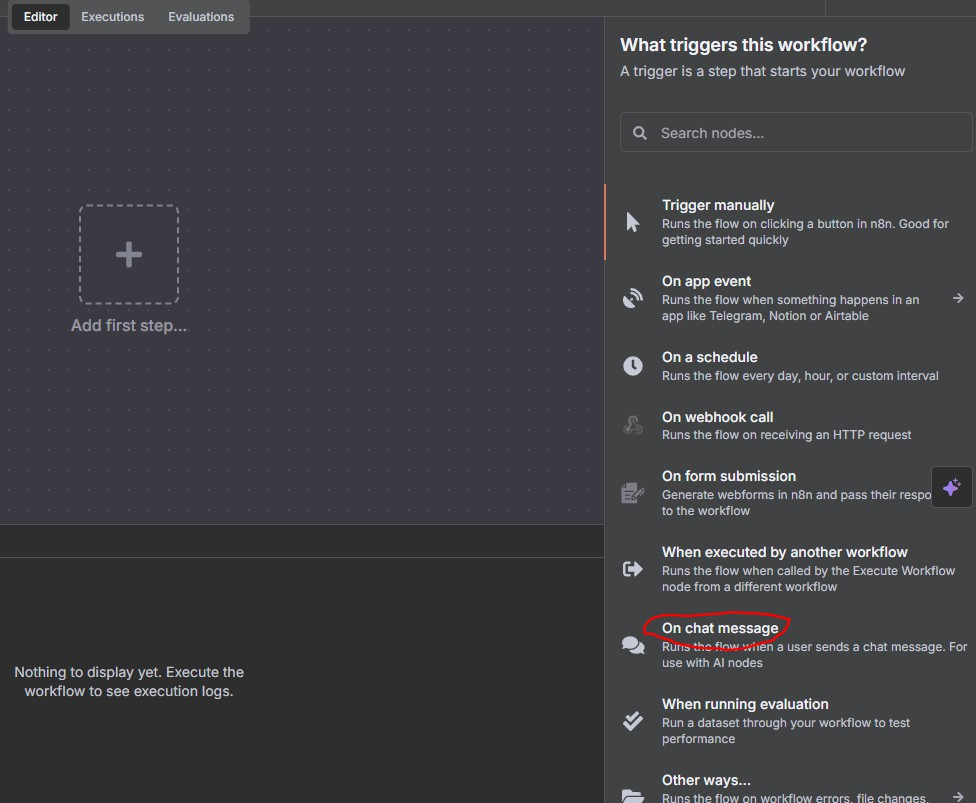 Editor Executions Evaluations
What triggers this workflow?
A trigger is a step that starts your workflow
Search nodes...
Add first step...
Trigger manually
Runs the flow on clicking a button in n8n. Good for
getting started quickly
On app event
Runs the flow when something happens in an
app like Telegram, Notion or Airtable
On a schedule
Runs the flow every day, hour, or custom interval
On webhook call
Runs the flow on receiving an HTTP request
On form submission
Generate webforms in n8n and pass their respo
to the workflow
When executed by another workflow
Runs the flow when called by the Execute Workflow
node from a different workflow
On chat message
Runs the flow when a user sends a chat message. For
use with AI nodes
When running evaluation
Run a dataset through your workflow to test
performance
Other ways...
Runs the flow on workflow errors, file changes,
Nothing to display yet. Execute the
workflow to see execution logs.